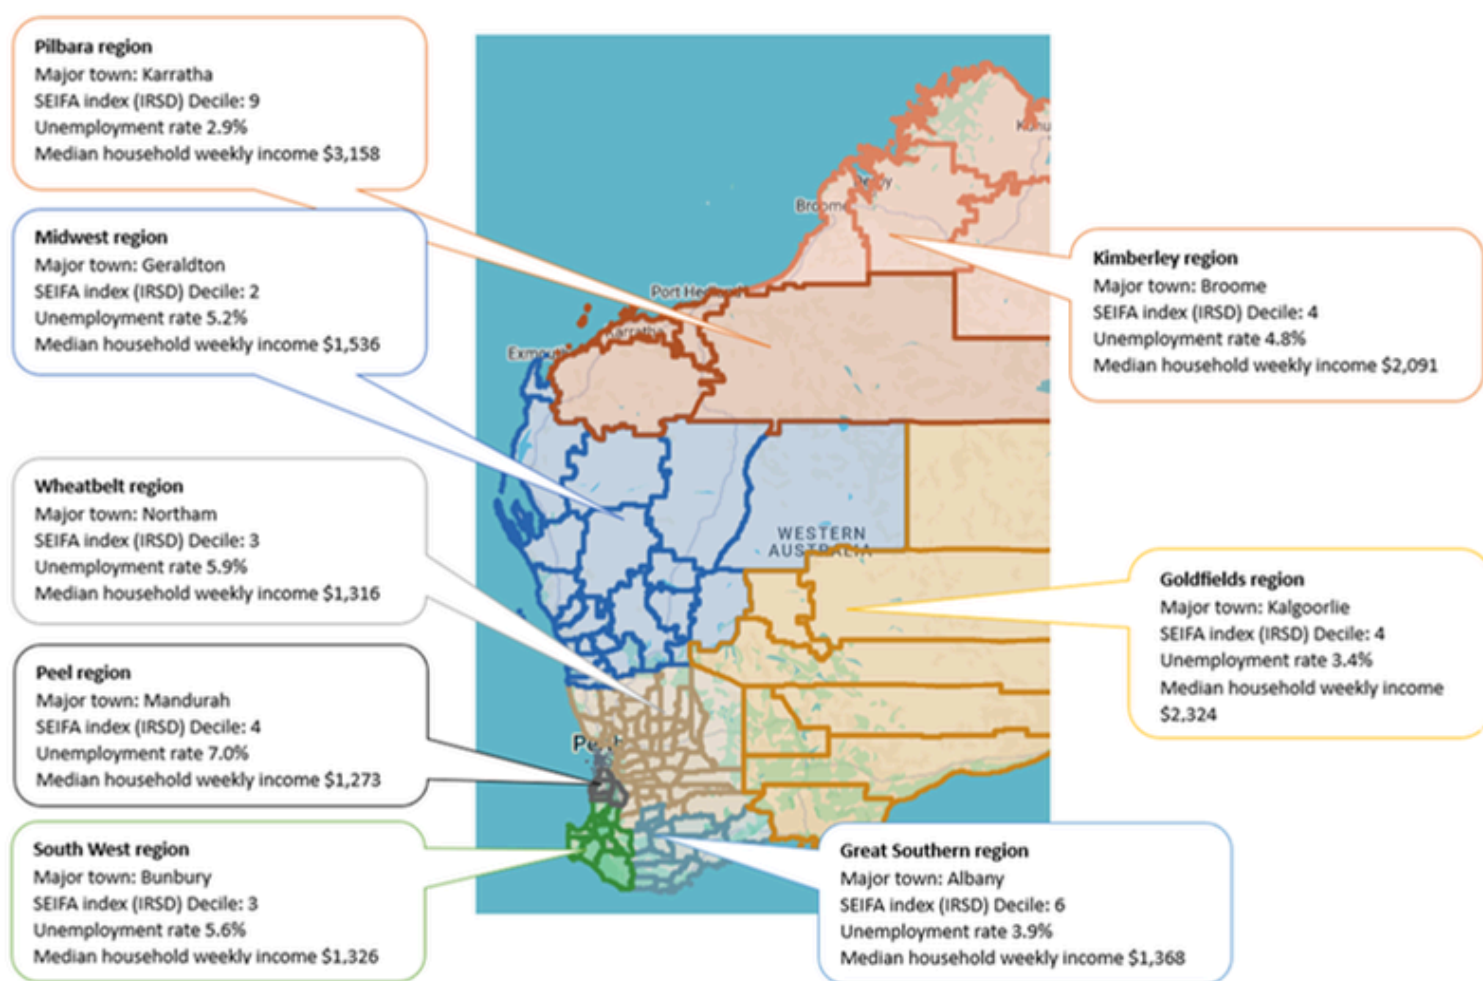 Pilbara region
Major town: Karratha
SEIFA index (IRSD) Decile: 9
Unemployment rate 2.9%
Median household weekly income $3,158
Midwest region
Major town: Geraldton
SEIFA index (IRSD) Decile: 2
Unemployment rate 5.2%
Median household weekly income $1,536
Wheatbelt region
Major town: Northam
SEIFA index (IRSD) Decile: 3
Unemployment rate 5.9%
Median household weekly income $1,316
Peel region
Major town: Mandurah
SEIFA index (IRSD) Decile: 4
Unemployment rate 7.0%
Median household weekly income $1,273
South West region
Major town: Bunbury
SEIFA index (IRSD) Decile: 3
Unemployment rate 5.6%
Median household weekly income $1,326
Broome
Karratha
WESTERN
AUSTRALIA
Kimberley region
Major town: Broome
SEIFA index (IRSD) Decile: 4
Unemployment rate 4.8%
Median household weekly income $2,091
Goldfields region
Major town: Kalgoorlie
SEIFA index (IRSD) Decile: 4
Unemployment rate 3.4%
Median household weekly income
$2,324
Great Southern region
Major town: Albany
SEIFA index (IRSD) Decile: 6
Unemployment rate 3.9%
Median household weekly income $1,368